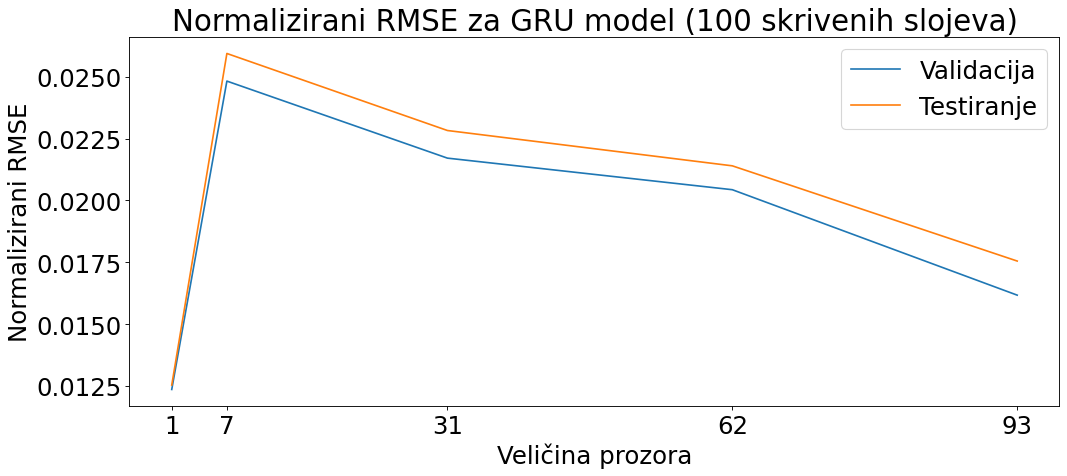 Normalizirani RMSE za GRU model (100 skrivenih slojeva)
Validacija
Testiranje
Normalizirani RMSE
0.0250
0.0225
0.0200
0.0175
0.0150
0.0125
1 7 31 62 93
Veličina prozora